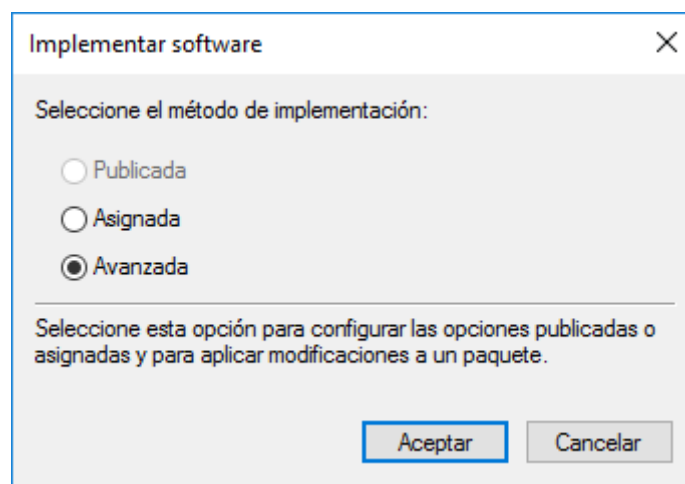 Implementar software
Seleccione el método de implementación:
Publicada
Asignada
Avanzada
Seleccione esta opción para configurar las opciones publicadas o
asignadas y para aplicar modificaciones a un paquete.
Aceptar
Cancelar